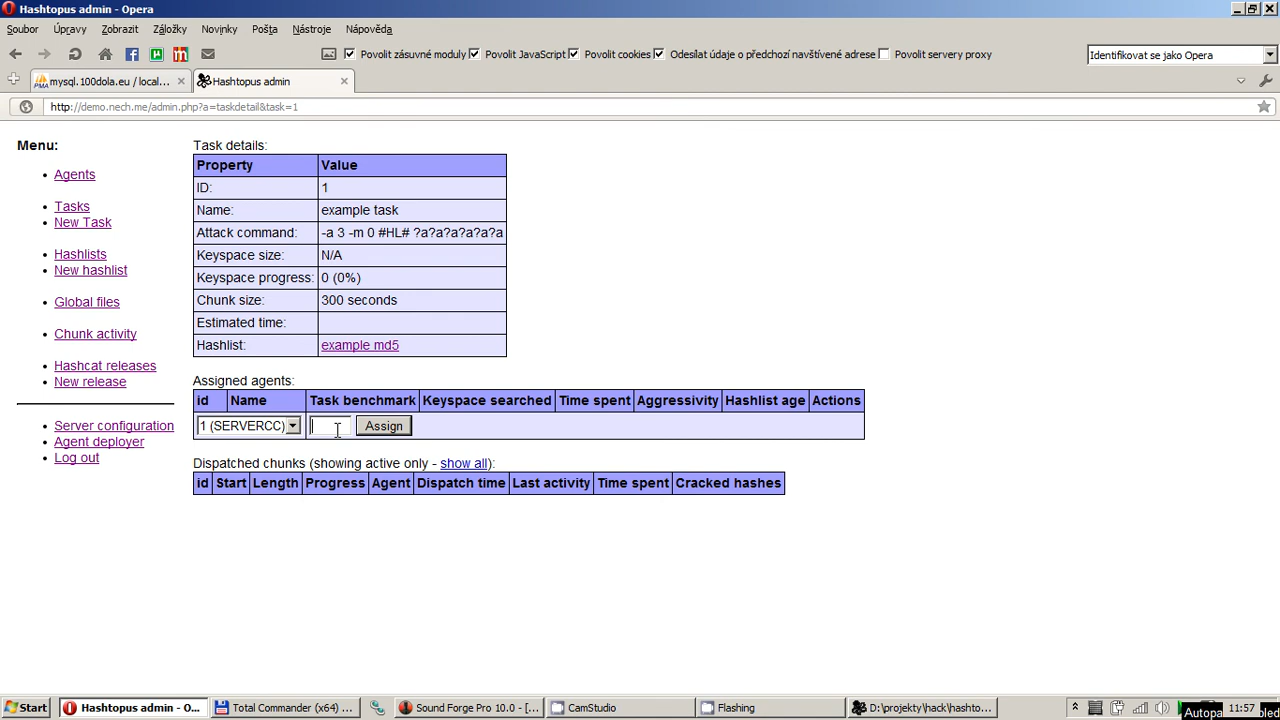 Hashtopus admin - Opera
Soubor Úpravy Zobrazit Záložky Novinky Pošta Nástroje Nápověda
Povolit zásuvné moduly Povolit JavaScript Povolit cookies Odesílat údaje o předchozí navštívené adrese Povolit servery proxy Identifikovat se jako Opera
mysql.100dola.eu / local... Hashtopus admin
http://demo.nech.me/admin.php?a=taskdetail&task=1
Menu:
Agents
Tasks
New Task
Hashlists
New hashlist
Global files
Chunk activity
Hashcat releases
New release
Server configuration
Agent deployer
Log out
Task details:
Property Value
ID: 1
Name: example task
Attack command: -a 3 -m 0 #HL# ?a?a?a?a?a?a
Keyspace size: N/A
Keyspace progress: 0 (0%)
Chunk size: 300 seconds
Estimated time:
Hashlist: example md5
Assigned agents:
id Name Task benchmark Keyspace searched Time spent Aggressivity Hashlist age Actions
1 (SERVERCC) Assign
Dispatched chunks (showing active only - show all):
id Start Length Progress Agent Dispatch time Last activity Time spent Cracked hashes
Start Hashtopus admin - O... Total Commander (x64) ... Sound Forge Pro 10.0 - [... CamStudio Flashing D:\projekty\hack\hashto... 11:57